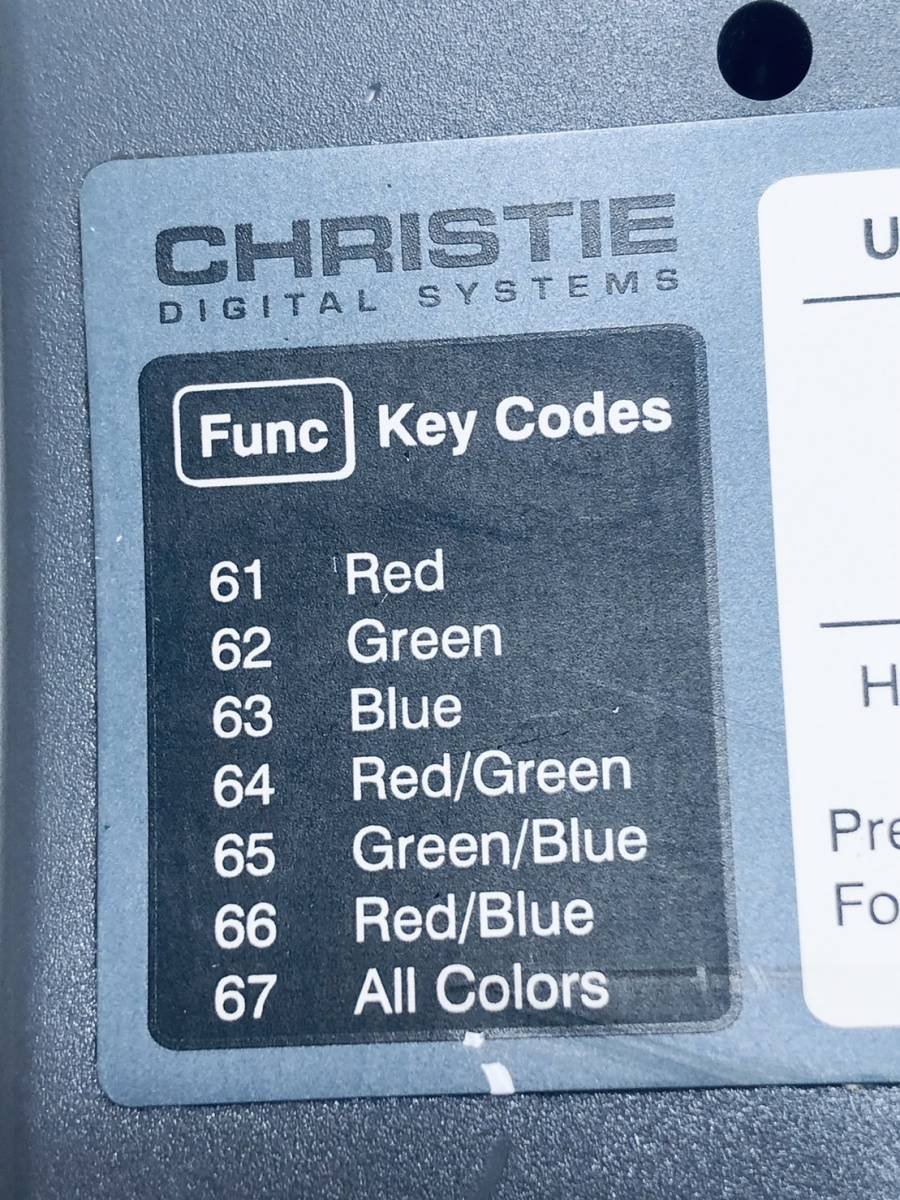 CHRISTIE
DIGITAL SYSTEMS
Func Key Codes
61 Red
62 Green
63 Blue
64 Red/Green
65 Green/Blue
66 Red/Blue
67 All Colors